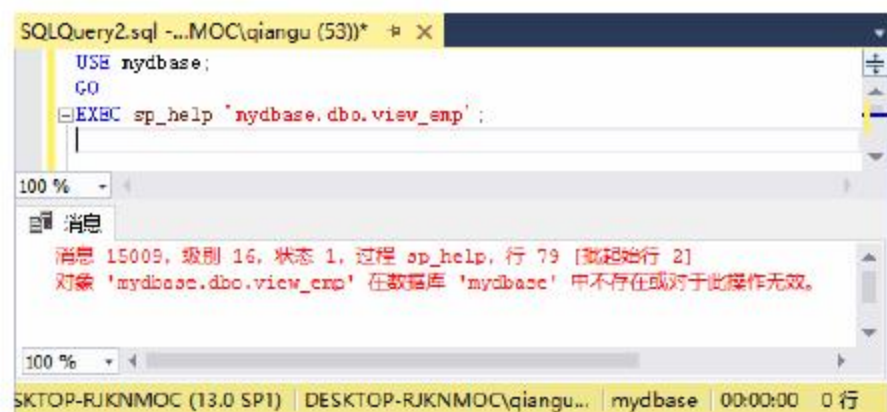 SQLQuery2.sql -...MOC\qiangu (53))*
USE mydbase;
GO
EXEC sp_help 'mydbase.dbo.view_emp';
100 %
消息
消息 15009，级别 16，状态 1，过程 sp_help，行 79 [批起始行 2]
对象 'mydbase.dbo.view_emp' 在数据库 'mydbase' 中不存在或对于此操作无效。
100 %
SKTOP-RJKNMOC (13.0 SP1) DESKTOP-RJKNMOC\qiangu... mydbase 00:00:00 0 行